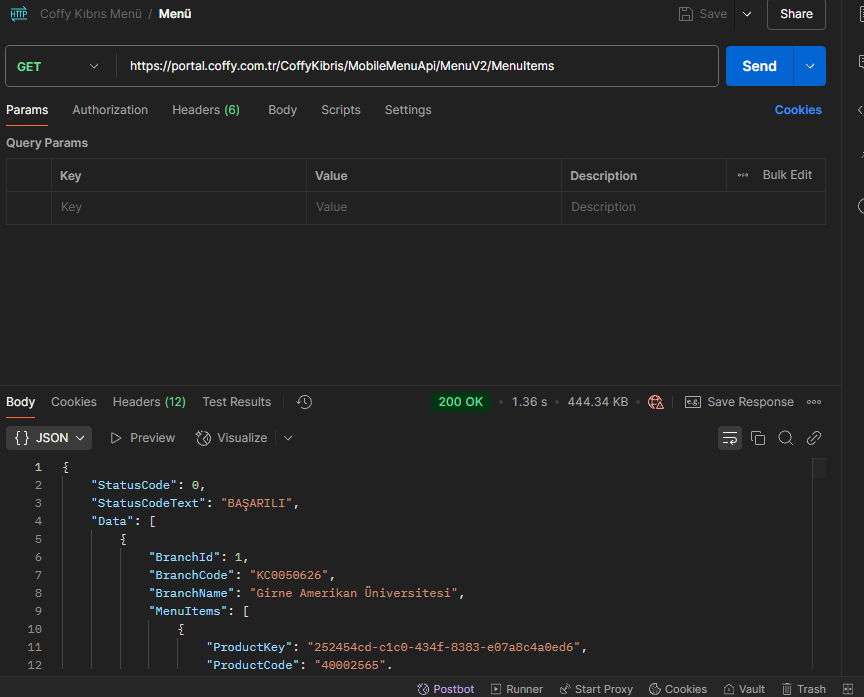 HTTP Coffy Kıbrıs Menü / Menü Save Share
GET https://portal.coffy.com.tr/CoffyKibris/MobileMenuApi/MenuV2/MenuItems Send
Params Authorization Headers (6) Body Scripts Settings Cookies
Query Params
Key Value Description Bulk Edit
Key Value Description
Body Cookies Headers (12) Test Results 200 OK • 1.36 s • 444.34 KB • e.g. Save Response
{} JSON Preview Visualize
1 {
2 "StatusCode": 0,
3 "StatusCodeText": "BAŞARILI",
4 "Data": [
5 {
6 "BranchId": 1,
7 "BranchCode": "KC0050626",
8 "BranchName": "Girne Amerikan Üniversitesi",
9 "MenuItems": [
10 {
11 "ProductKey": "252454cd-c1c0-434f-8383-e07a8c4a0ed6",
12 "ProductCode": "40002565",
Postbot Runner Start Proxy Cookies Vault Trash